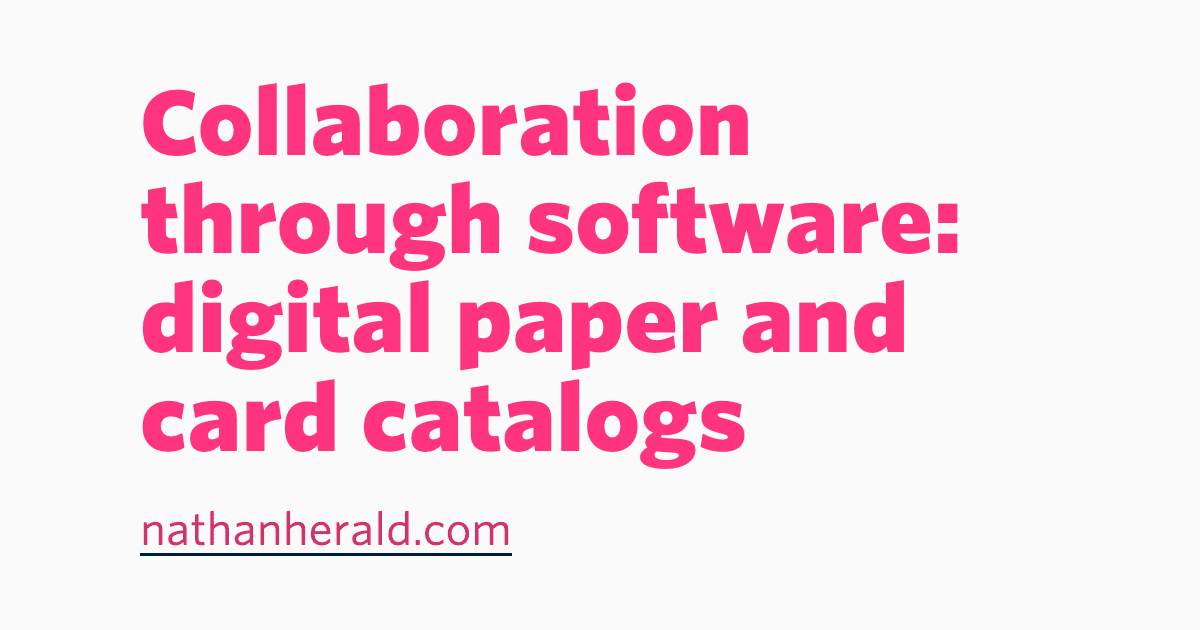 Collaboration
through software:
digital paper and
card catalogs
nathanherald.com